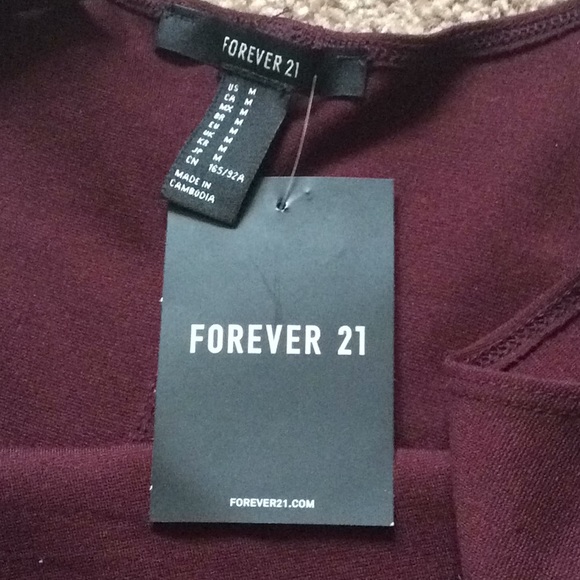 FOREVER 21
US M
CA M
MX M
BR M
EU M
UK M
KR M
JP M
CN 165/92A
MADE IN
CAMBODIA
FOREVER 21
FOREVER21.COM